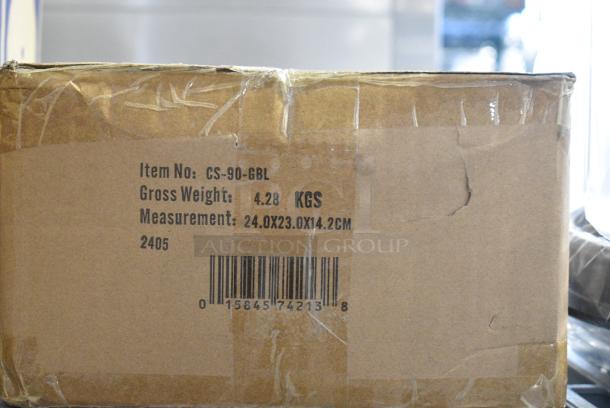 Item No: CS-90-GBL
Gross Weight: 4.28 KGS
Measurement: 24.0X23.0X14.2CM
2405
AUCTION GROUP
0 15845 74213 8